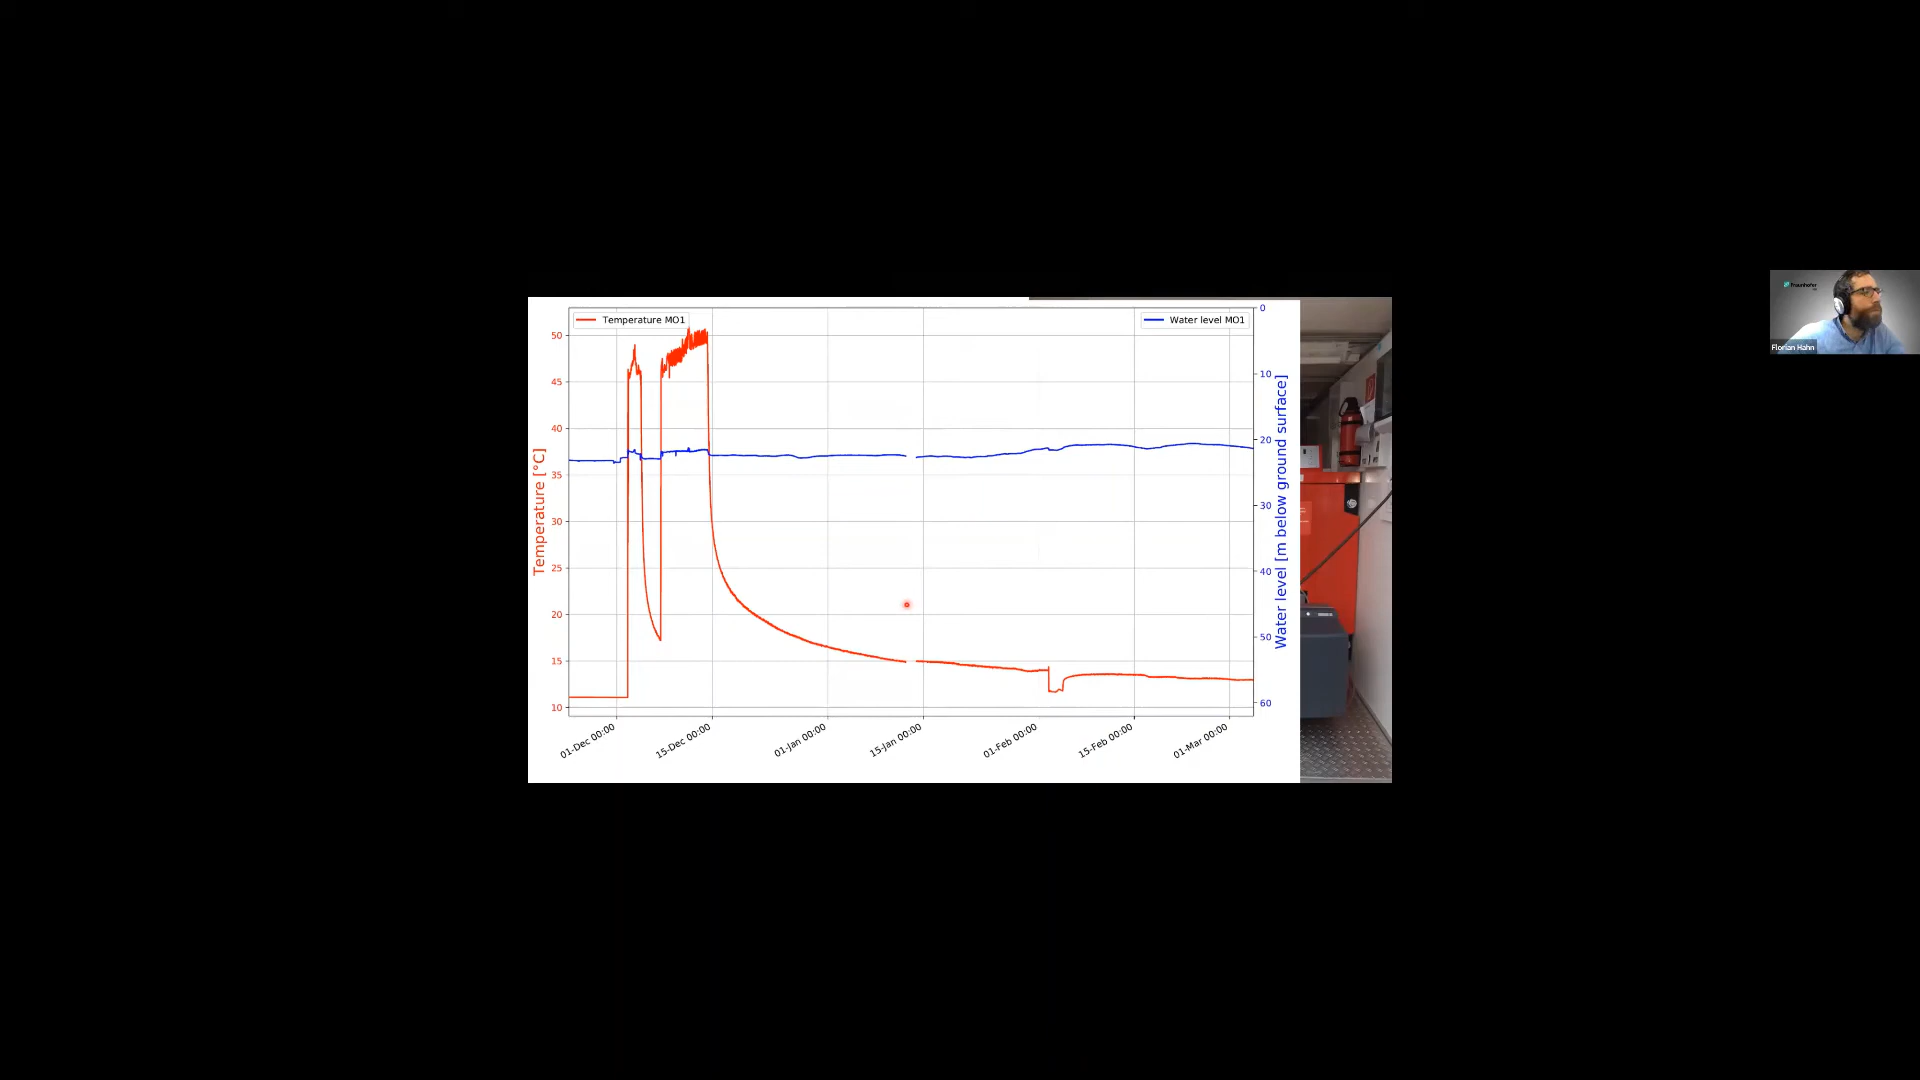 Temperature MO1
Water level MO1
50
45
40
35
30
25
20
15
10
Temperature [°C]
0
10
20
30
40
50
60
Water level [m below ground surface]
01-Dec 00:00
15-Dec 00:00
01-Jan 00:00
15-Jan 00:00
01-Feb 00:00
15-Feb 00:00
01-Mar 00:00
Fraunhofer
Florian Hahn